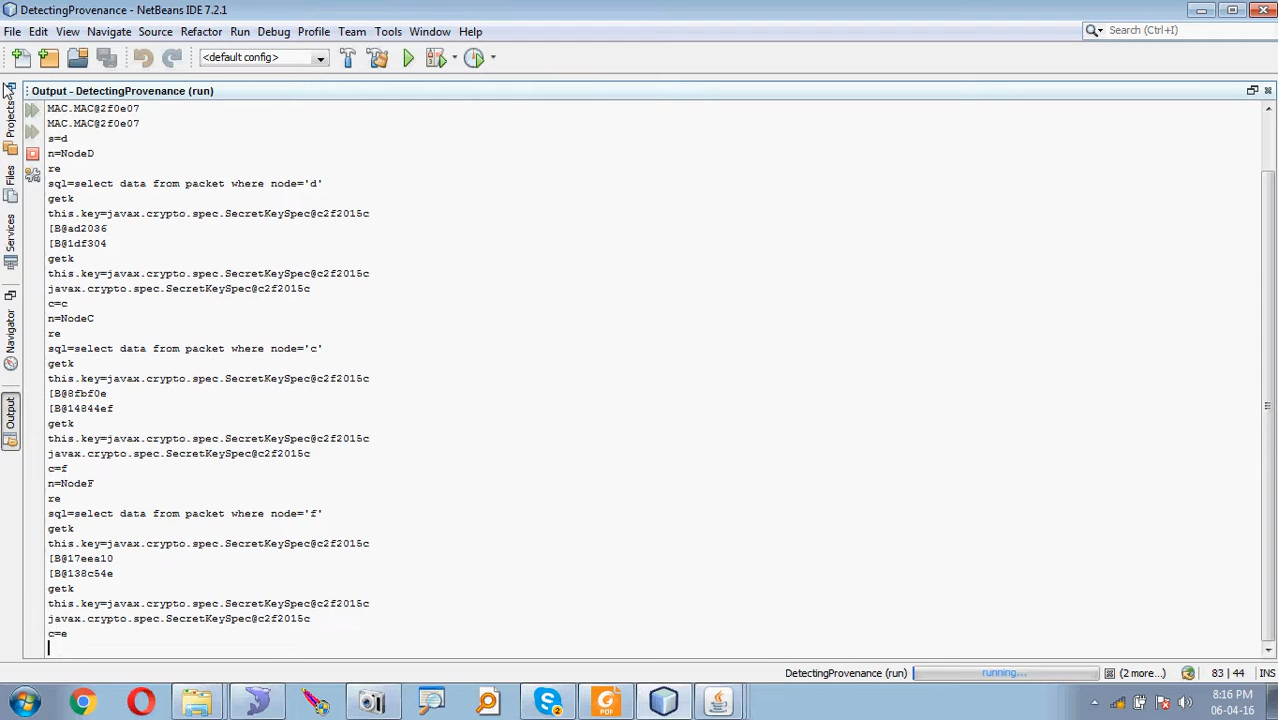 DetectingProvenance - NetBeans IDE 7.2.1
File Edit View Navigate Source Refactor Run Debug Profile Team Tools Window Help
Search (Ctrl+I)
<default config>
Output - DetectingProvenance (run)
Projects
Files
Services
Navigator
Output
MAC.MAC@2f0e07
MAC.MAC@2f0e07
s=d
n=NodeD
re
sql=select data from packet where node='d'
getk
this.key=javax.crypto.spec.SecretKeySpec@c2f2015c
[B@ad2036
[B@1df304
getk
this.key=javax.crypto.spec.SecretKeySpec@c2f2015c
javax.crypto.spec.SecretKeySpec@c2f2015c
c=c
n=NodeC
re
sql=select data from packet where node='c'
getk
this.key=javax.crypto.spec.SecretKeySpec@c2f2015c
[B@8fbf0e
[B@14844ef
getk
this.key=javax.crypto.spec.SecretKeySpec@c2f2015c
javax.crypto.spec.SecretKeySpec@c2f2015c
c=f
n=NodeF
re
sql=select data from packet where node='f'
getk
this.key=javax.crypto.spec.SecretKeySpec@c2f2015c
[B@17eea10
[B@138c54e
getk
this.key=javax.crypto.spec.SecretKeySpec@c2f2015c
javax.crypto.spec.SecretKeySpec@c2f2015c
c=e
DetectingProvenance (run) running... (2 more...) 83 | 44 INS
8:16 PM
06-04-16
PDF
2